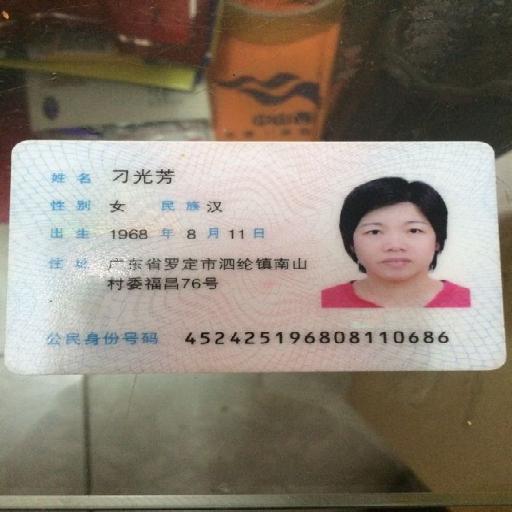 姓名 刁光芳
性别 女 民族 汉
出生 1968 年 8 月 11 日
住址 广东省罗定市泗纶镇南山
村委福昌76号
公民身份号码 452425196808110686